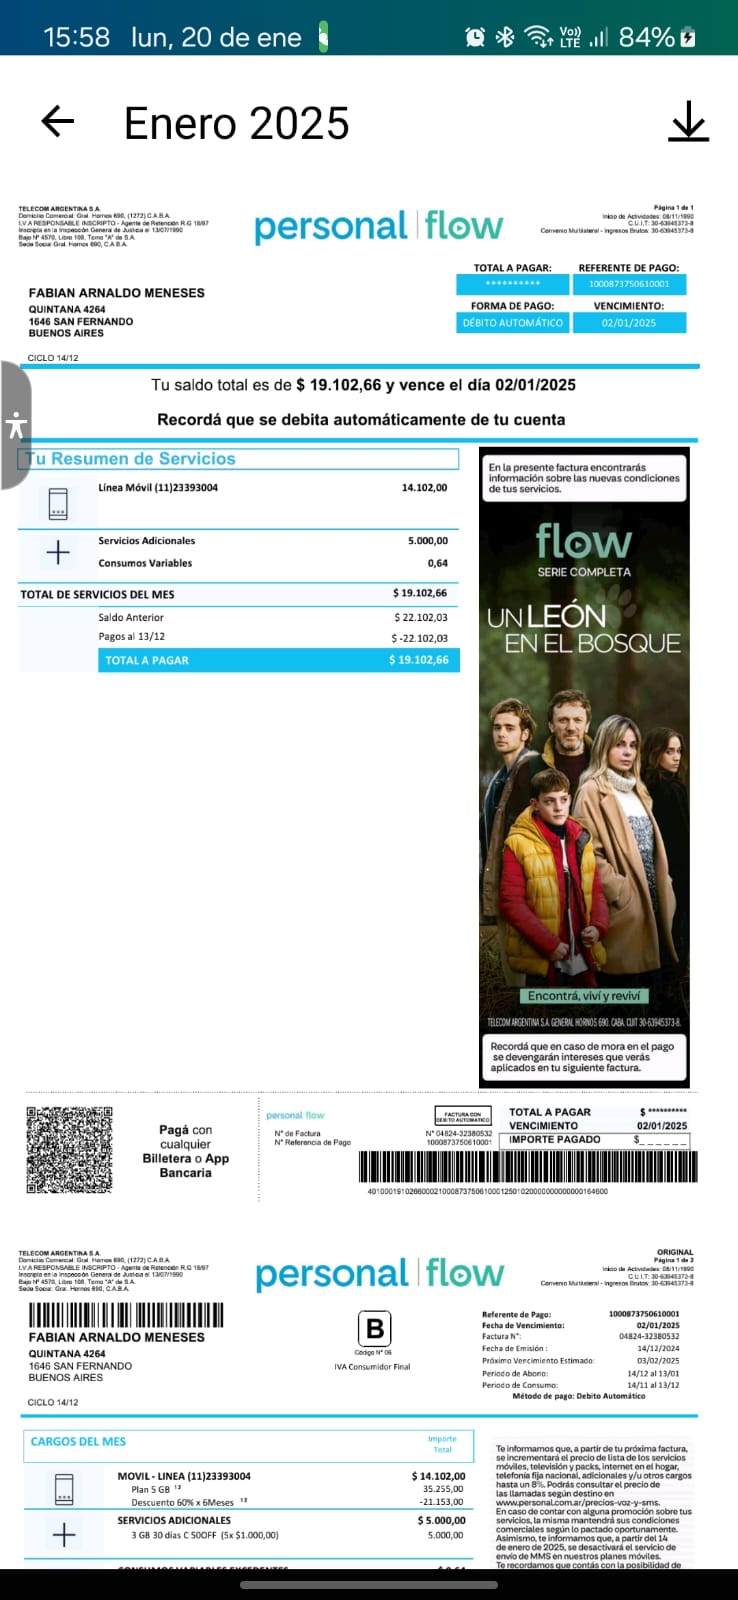 15:58 lun, 20 de ene
Vo)) LTE 84%
Enero 2025
TELECOM ARGENTINA S.A.
Domicilio Comercial: Gral. Hornos 690, (1272) C.A.B.A.
I.V.A RESPONSABLE INSCRIPTO - Agente de Retención R.G 18/97
Inscripta en la Inspección General de Justicia el 13/07/1990
Bajo Nº 4570, Libro 108, Tomo "A" de S.A.
Sede Social Gral. Hornos 690, C.A.B.A.
personal flow
Página 1 de 1
Inicio de Actividades: 08/11/1990
C.U.I.T: 30-63945373-8
Convenio Multilateral - Ingresos Brutos: 30-63945373-8
TOTAL A PAGAR: REFERENTE DE PAGO:
********** 1000873750610001
FORMA DE PAGO: VENCIMIENTO:
DÉBITO AUTOMÁTICO 02/01/2025
FABIAN ARNALDO MENESES
QUINTANA 4264
1646 SAN FERNANDO
BUENOS AIRES
CICLO 14/12
Tu saldo total es de $ 19.102,66 y vence el día 02/01/2025
Recordá que se debita automáticamente de tu cuenta
Tu Resumen de Servicios
Línea Móvil (11)23393004 14.102,00
Servicios Adicionales 5.000,00
Consumos Variables 0,64
TOTAL DE SERVICIOS DEL MES $ 19.102,66
Saldo Anterior $ 22.102,03
Pagos al 13/12 $ -22.102,03
TOTAL A PAGAR $ 19.102,66
En la presente factura encontrarás
información sobre las nuevas condiciones
de tus servicios.
flow
SERIE COMPLETA
UN LEÓN
EN EL BOSQUE
Encontrá, viví y reviví
TELECOM ARGENTINA S.A. GENERAL HORNOS 690. CABA. CUIT 30-63945373-8.
Recordá que en caso de mora en el pago
se devengarán intereses que verás
aplicados en tu siguiente factura.
Pagá con
cualquier
Billetera o App
Bancaria
personal flow
FACTURA CON
DEBITO AUTOMATICO
N° de Factura N° 04824-32380532
N° Referencia de Pago 1000873750610001
TOTAL A PAGAR $ **********
VENCIMIENTO 02/01/2025
IMPORTE PAGADO $_ _ _ _ _ _
TELECOM ARGENTINA S.A.
Domicilio Comercial: Gral. Hornos 690, (1272) C.A.B.A.
I.V.A RESPONSABLE INSCRIPTO - Agente de Retención R.G 18/97
Inscripta en la Inspección General de Justicia el 13/07/1990
Bajo Nº 4570, Libro 108, Tomo "A" de S.A.
Sede Social: Gral. Hornos 690, C.A.B.A.
personal flow
ORIGINAL
Página 1 de 2
Inicio de Actividades: 08/11/1990
C.U.I.T: 30-63945373-8
Convenio Multilateral - Ingresos Brutos: 30-63945373-8
FABIAN ARNALDO MENESES
QUINTANA 4264
1646 SAN FERNANDO
BUENOS AIRES
CICLO 14/12
B
Código N° 06
IVA Consumidor Final
Referente de Pago: 1000873750610001
Fecha de Vencimiento: 02/01/2025
Factura N°: 04824-32380532
Fecha de Emisión : 14/12/2024
Próximo Vencimiento Estimado: 03/02/2025
Periodo de Abono: 14/12 al 13/01
Periodo de Consumo: 14/11 al 13/12
Método de pago: Debito Automático
CARGOS DEL MES Importe
Total
MOVIL - LINEA (11)23393004 $ 14.102,00
Plan 5 GB 35.255,00
Descuento 60% x 6Meses -21.153,00
SERVICIOS ADICIONALES $ 5.000,00
3 GB 30 días C 50OFF (5x $1.000,00) 5.000,00
Te informamos que, a partir de tu próxima factura,
se incrementará el precio de lista de los servicios
móviles, televisión y packs, internet en el hogar,
telefonía fija nacional, adicionales y/u otros cargos
hasta un 8%. Podrás consultar el precio de
las llamadas según destino en
www.personal.com.ar/precios-voz-y-sms.
En caso de contar con alguna promoción sobre tus
servicios, la misma mantendrá sus condiciones
comerciales según lo pactado oportunamente.
Asimismo, te informamos que, a partir del 14
de enero de 2025, se desactivará el servicio de
envío de MMS en nuestros planes móviles.
Te recordamos que contás con la posibilidad de